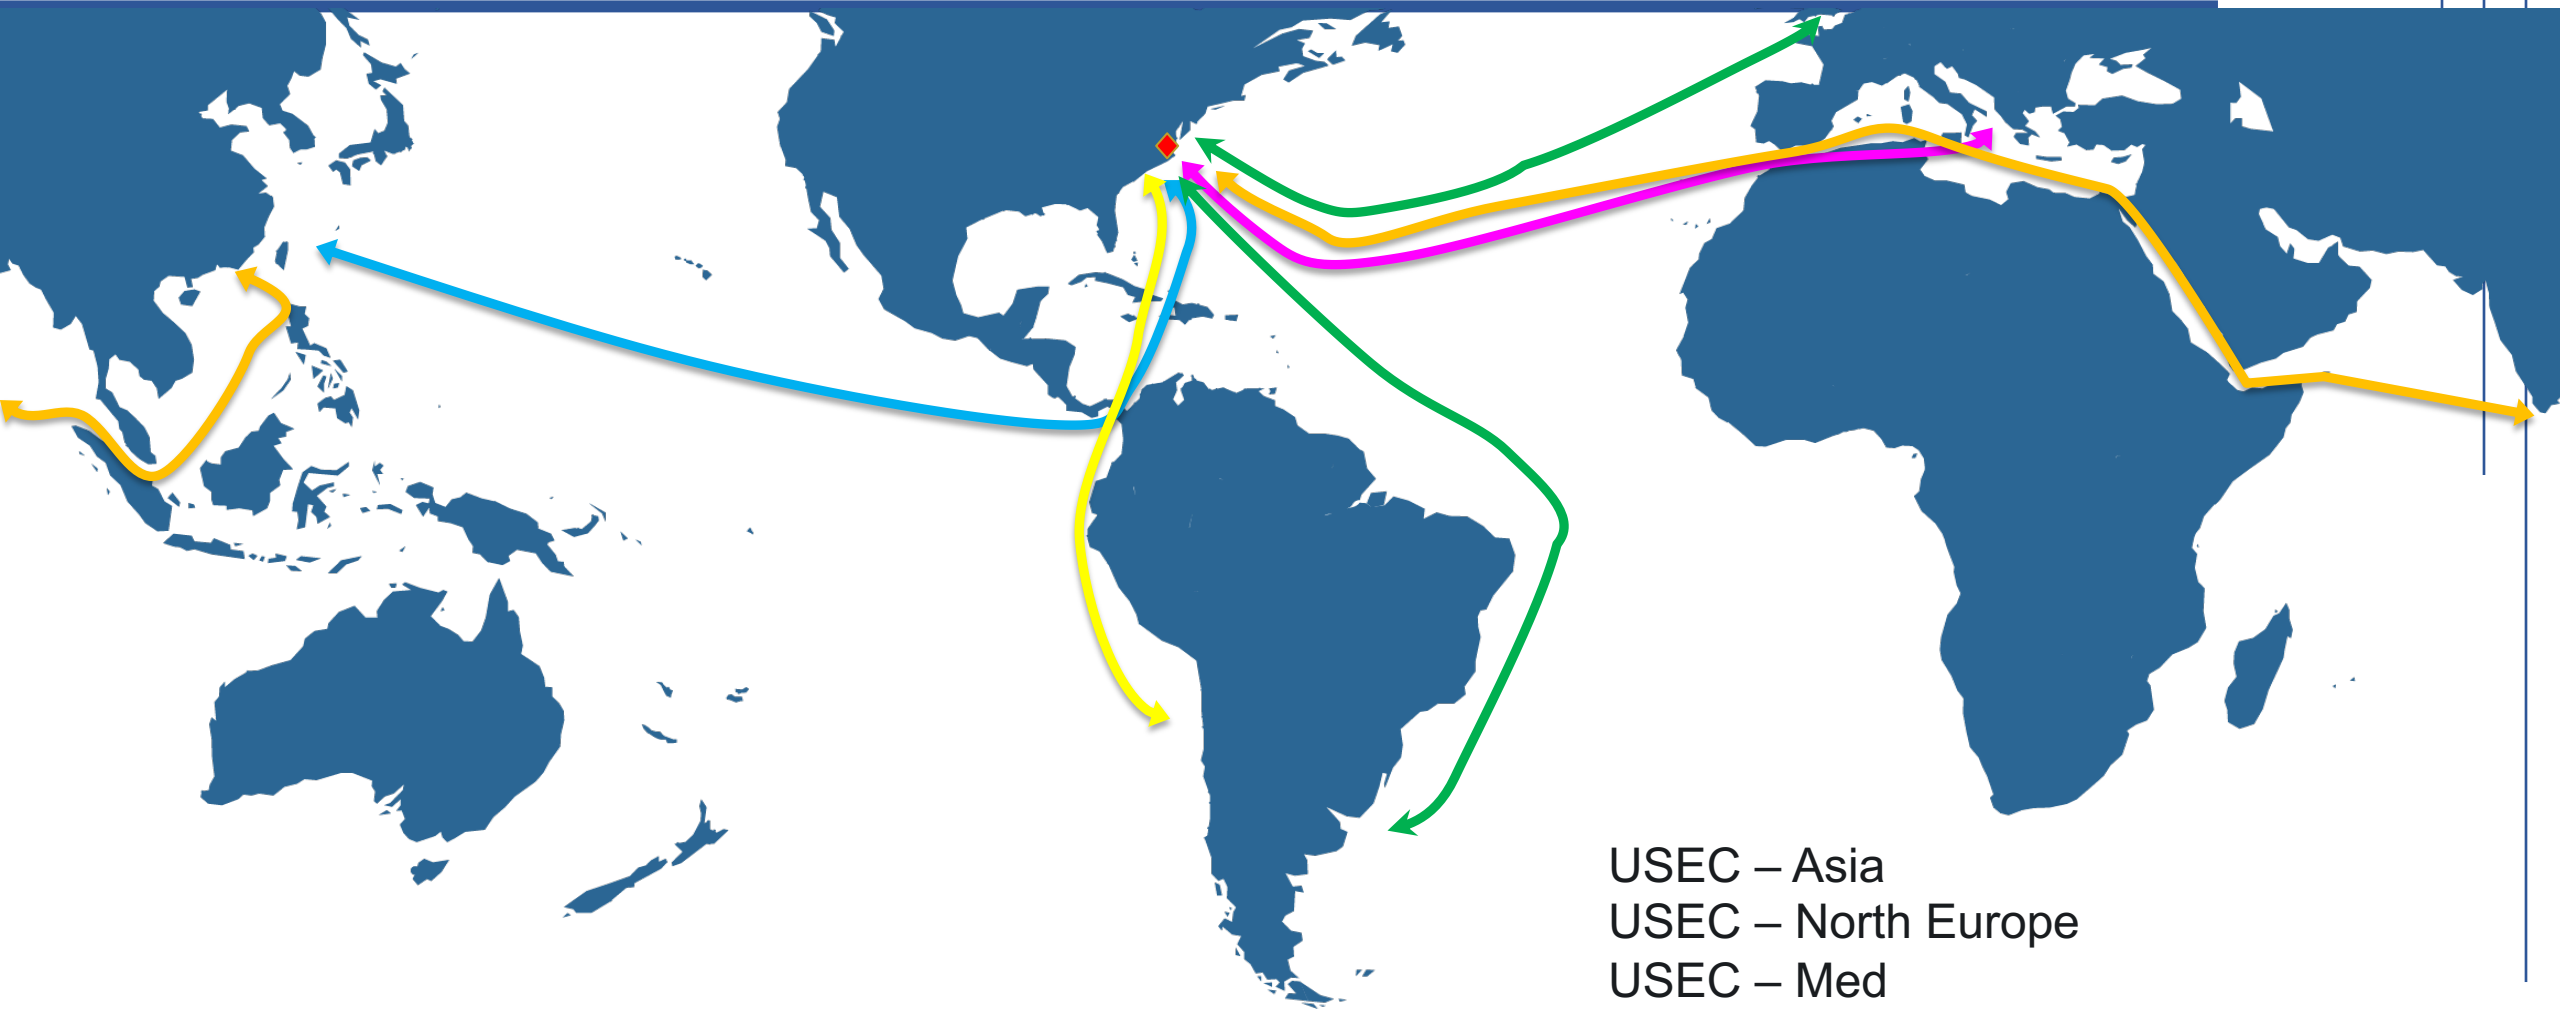 USEC – Asia
USEC – North Europe
USEC – Med